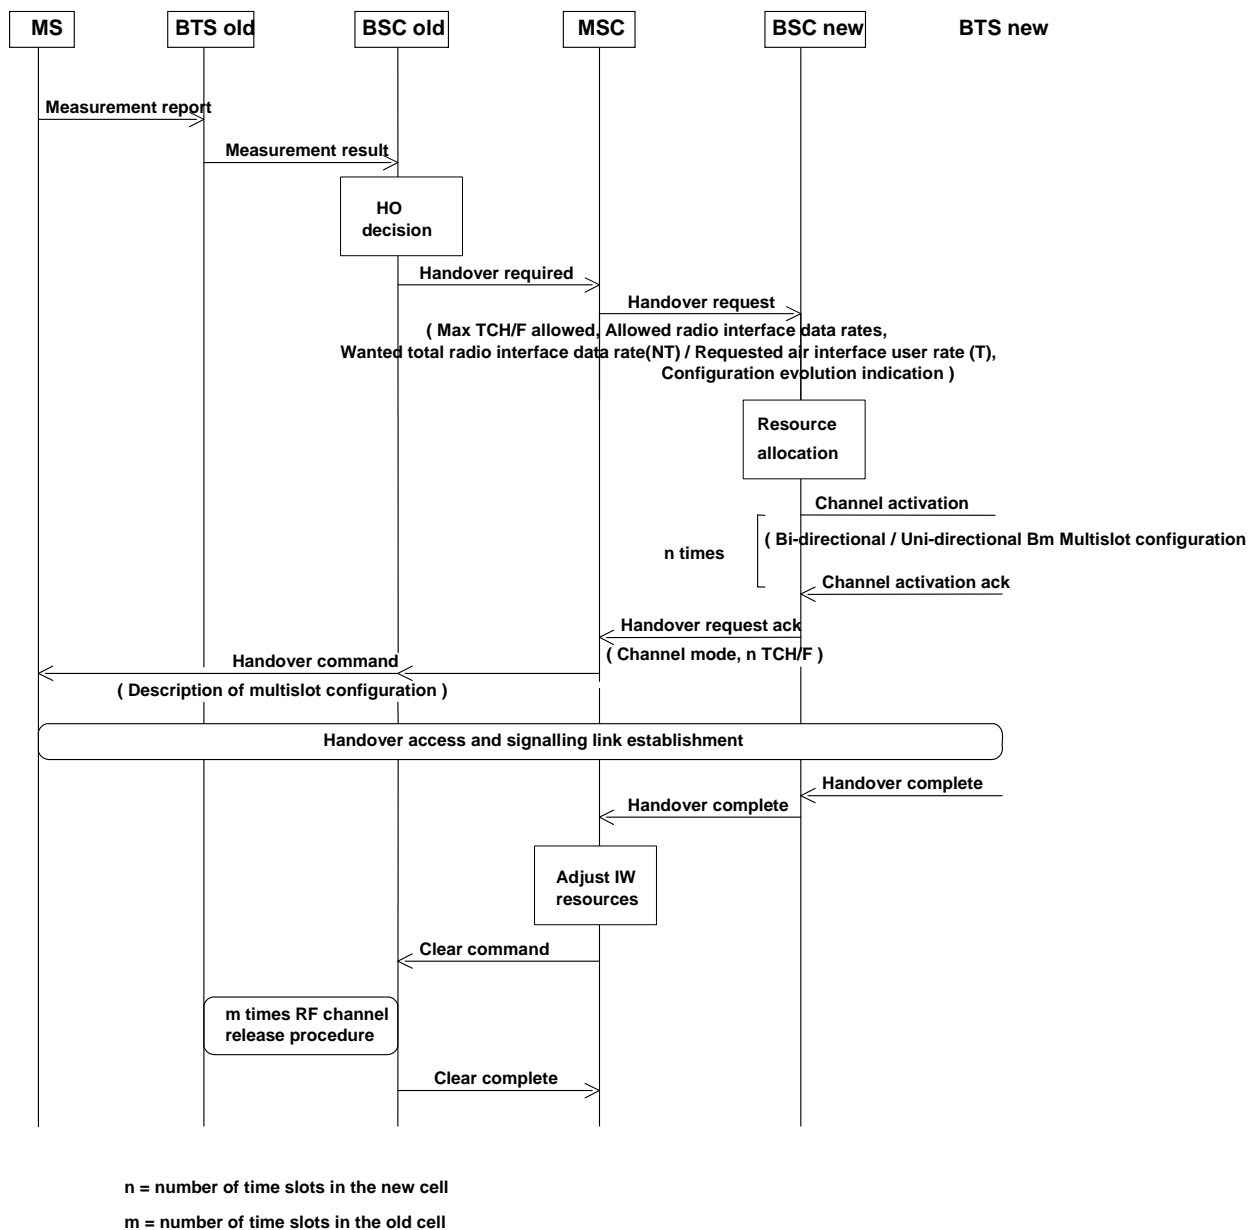 MS BTS old BSC old MSC BSC new BTS new
Measurement report
Measurement result
HO
decision
Handover required
Handover request
( Max TCH/F allowed, Allowed radio interface data rates,
Wanted total radio interface data rate(NT) / Requested air interface user rate (T),
Configuration evolution indication )
Resource
allocation
Channel activation
( Bi-directional / Uni-directional Bm Multislot configuration)
n times
Channel activation ack
Handover request ack
( Channel mode, n TCH/F )
Handover command
( Description of multislot configuration )
Handover access and signalling link establishment
Handover complete
Handover complete
Adjust IW
resources
Clear command
m times RF channel
release procedure
Clear complete
n = number of time slots in the new cell
m = number of time slots in the old cell